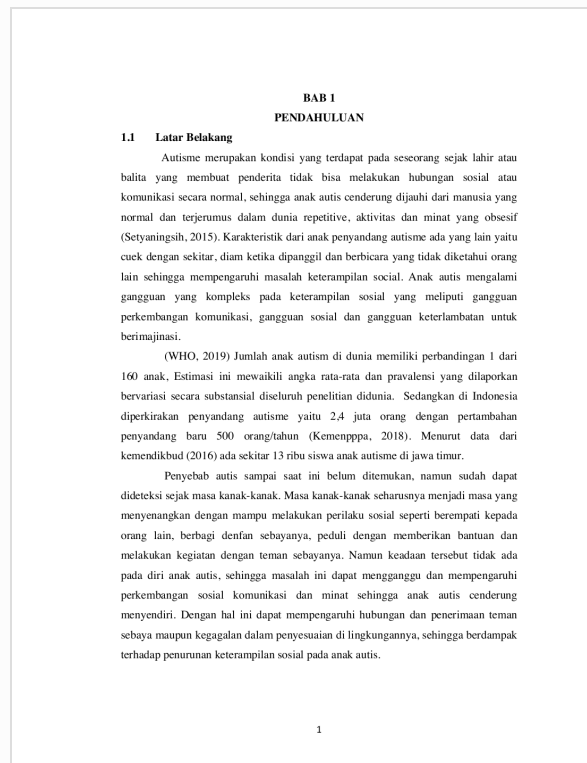 BAB 1
PENDAHULUAN
1.1 Latar Belakang
Autisme merupakan kondisi yang terdapat pada seseorang sejak lahir atau
balita yang membuat penderita tidak bisa melakukan hubungan sosial atau
komunikasi secara normal, sehingga anak autis cenderung dijauhi dari manusia yang
normal dan terjerumus dalam dunia repetitive, aktivitas dan minat yang obsesif
(Setyaningsih, 2015). Karakteristik dari anak penyandang autisme ada yang lain yaitu
cuek dengan sekitar, diam ketika dipanggil dan berbicara yang tidak diketahui orang
lain sehingga mempengaruhi masalah keterampilan social. Anak autis mengalami
gangguan yang kompleks pada keterampilan sosial yang meliputi gangguan
perkembangan komunikasi, gangguan sosial dan gangguan keterlambatan untuk
berimajinasi.
(WHO, 2019) Jumlah anak autism di dunia memiliki perbandingan 1 dari
160 anak, Estimasi ini mewaikili angka rata-rata dan pravalensi yang dilaporkan
bervariasi secara substansial diseluruh penelitian didunia. Sedangkan di Indonesia
diperkirakan penyandang autisme yaitu 2,4 juta orang dengan pertambahan
penyandang baru 500 orang/tahun (Kemenpppa, 2018). Menurut data dari
kemendikbud (2016) ada sekitar 13 ribu siswa anak autisme di jawa timur.
Penyebab autis sampai saat ini belum ditemukan, namun sudah dapat
dideteksi sejak masa kanak-kanak. Masa kanak-kanak seharusnya menjadi masa yang
menyenangkan dengan mampu melakukan perilaku sosial seperti berempati kepada
orang lain, berbagi denfan sebayanya, peduli dengan memberikan bantuan dan
melakukan kegiatan dengan teman sebayanya. Namun keadaan tersebut tidak ada
pada diri anak autis, sehingga masalah ini dapat mengganggu dan mempengaruhi
perkembangan sosial komunikasi dan minat sehingga anak autis cenderung
menyendiri. Dengan hal ini dapat mempengaruhi hubungan dan penerimaan teman
sebaya maupun kegagalan dalam penyesuaian di lingkungannya, sehingga berdampak
terhadap penurunan keterampilan sosial pada anak autis.
1